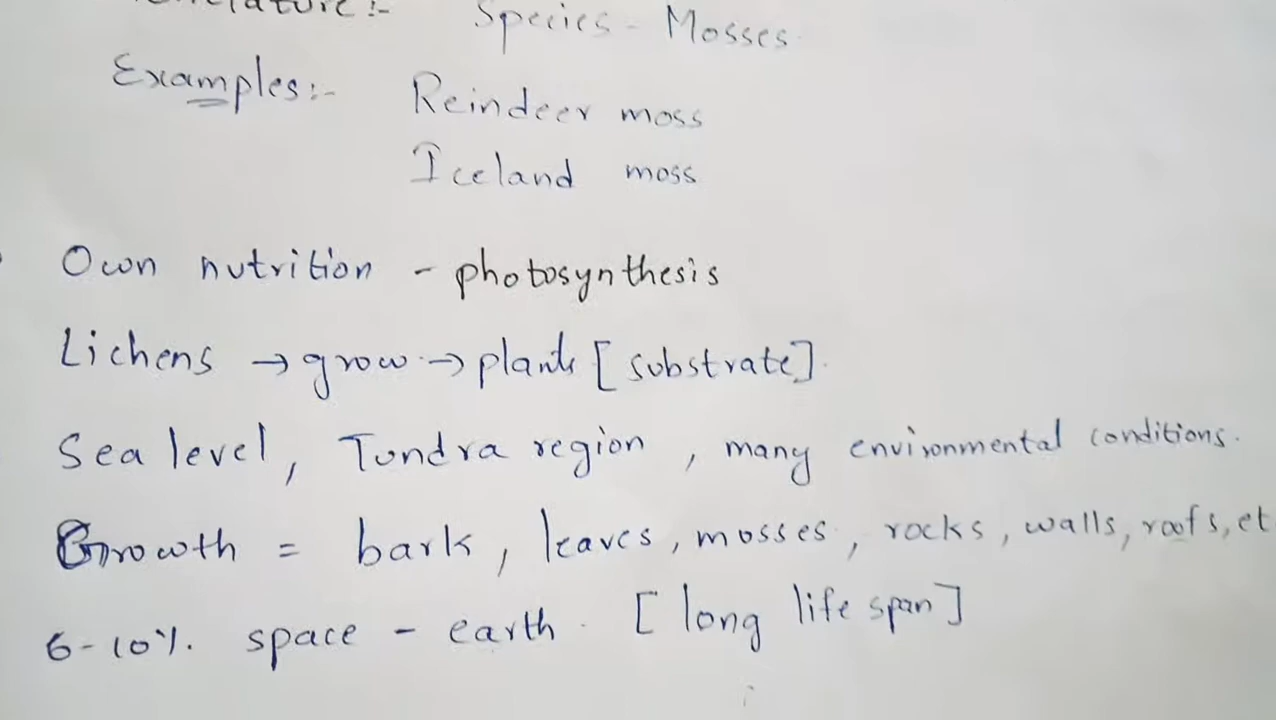 Species - Mosses
Examples:- Reindeer moss
Iceland moss
Own nutrition - photosynthesis
Lichens → grow → plants [substrate].
Sea level, Tundra region, many environmental conditions.
Growth = bark, leaves, mosses, rocks, walls, roofs, et
6-10%. space - earth. [long life span]